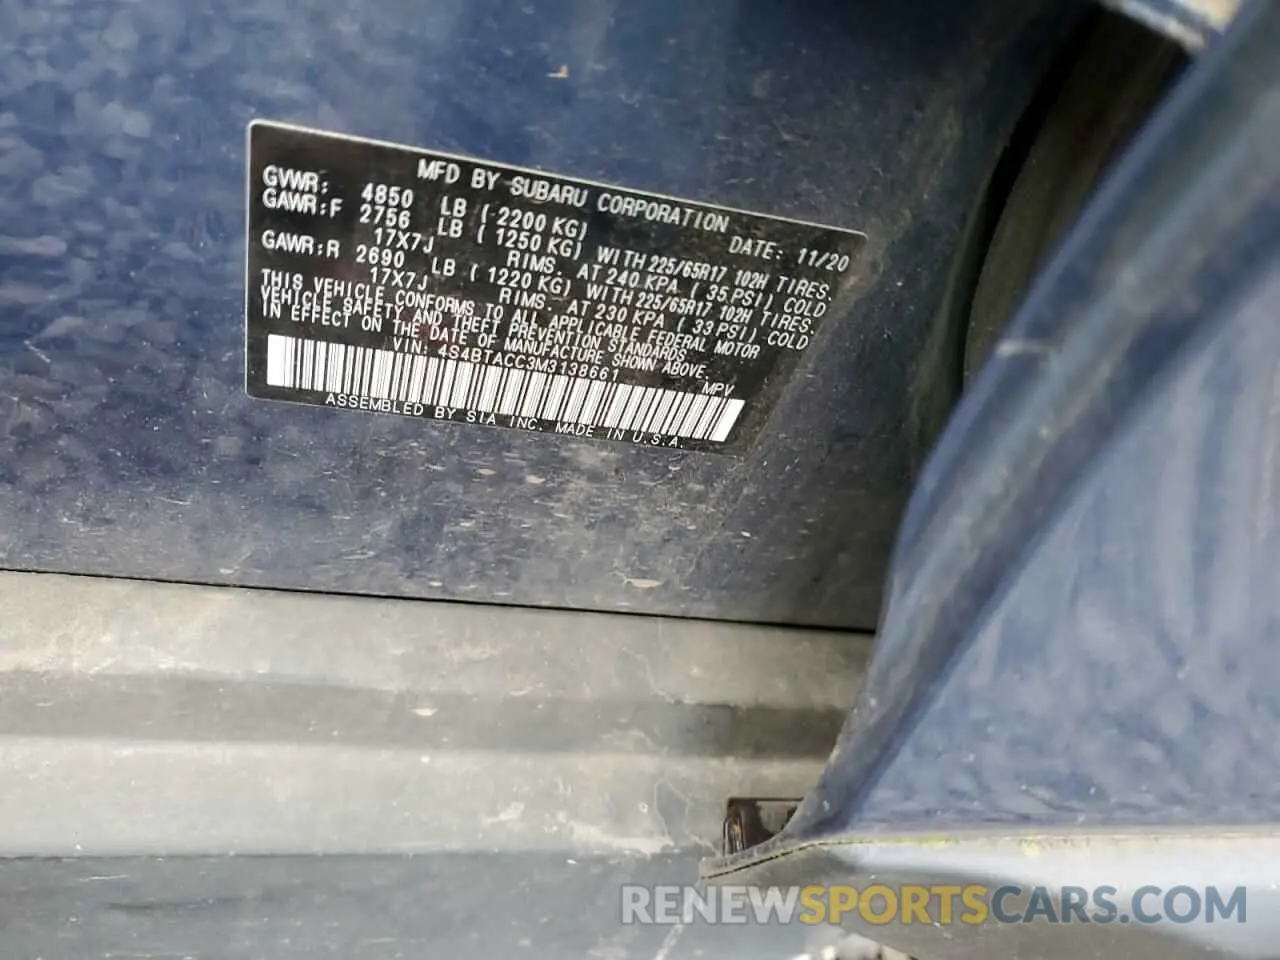 MFD BY SUBARU CORPORATION
DATE: 11/20
GVWR: 4850 LB ( 2200 KG)
GAWR:F 2756 LB ( 1250 KG) WITH 225/65R17 102H TIRES.
17X7J RIMS. AT 240 KPA ( 35 PSI) COLD
GAWR:R 2690 LB ( 1220 KG) WITH 225/65R17 102H TIRES.
17X7J RIMS. AT 230 KPA ( 33 PSI) COLD
THIS VEHICLE CONFORMS TO ALL APPLICABLE FEDERAL MOTOR
VEHICLE SAFETY AND THEFT PREVENTION STANDARDS
IN EFFECT ON THE DATE OF MANUFACTURE SHOWN ABOVE.
VIN: 4S4BTACC3M3138661 MPV
ASSEMBLED BY SIA INC. MADE IN U.S.A.
RENEWSPORTSCARS.COM